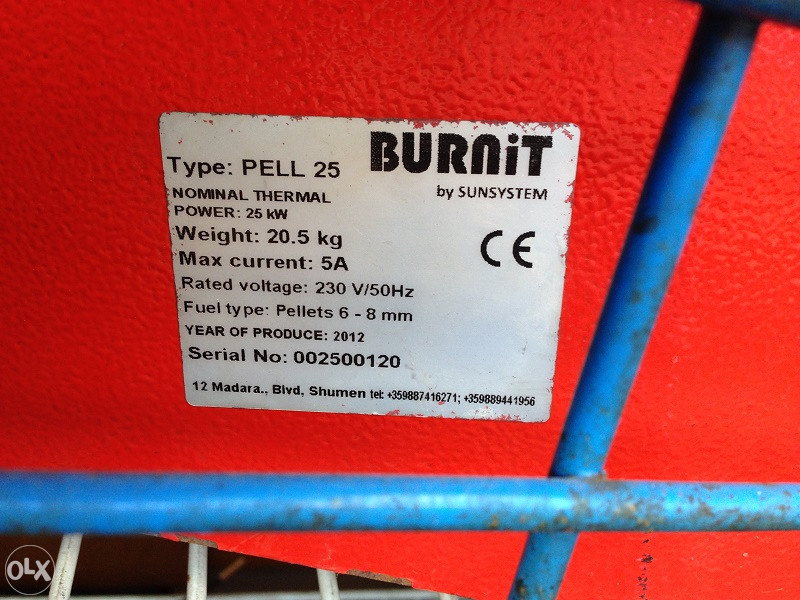 BURNiT
by SUNSYSTEM
Type: PELL 25
NOMINAL THERMAL
POWER: 25 kW
Weight: 20.5 kg
Max current: 5A
CE
Rated voltage: 230 V/50Hz
Fuel type: Pellets 6 - 8 mm
YEAR OF PRODUCE: 2012
Serial No: 002500120
12 Madara., Blvd, Shumen tel: +359887416271; +359889441956
OLX